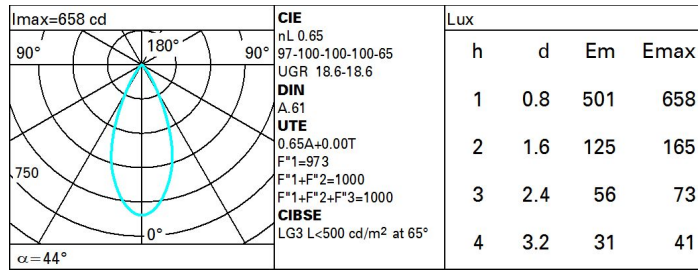 Imax=658 cd
90° 180° 90°
750
0°
α=44°
CIE
nL 0.65
97-100-100-100-65
UGR 18.6-18.6
DIN
A.61
UTE
0.65A+0.00T
F"1=973
F"1+F"2=1000
F"1+F"2+F"3=1000
CIBSE
LG3 L<500 cd/m² at 65°
Lux
h d Em Emax
1 0.8 501 658
2 1.6 125 165
3 2.4 56 73
4 3.2 31 41